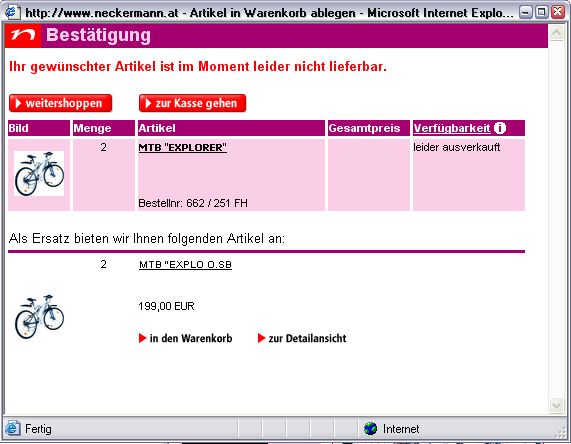 http://www.neckermann.at - Artikel in Warenkorb ablegen - Microsoft Internet Explo...
Bestätigung
Ihr gewünschter Artikel ist im Moment leider nicht lieferbar.
weitershoppen zur Kasse gehen
Bild Menge Artikel Gesamtpreis Verfügbarkeit i
2 MTB "EXPLORER" leider ausverkauft
Bestellnr: 662 / 251 FH
Als Ersatz bieten wir Ihnen folgenden Artikel an:
2 MTB "EXPLO O.SB
199,00 EUR
in den Warenkorb zur Detailansicht
Fertig Internet